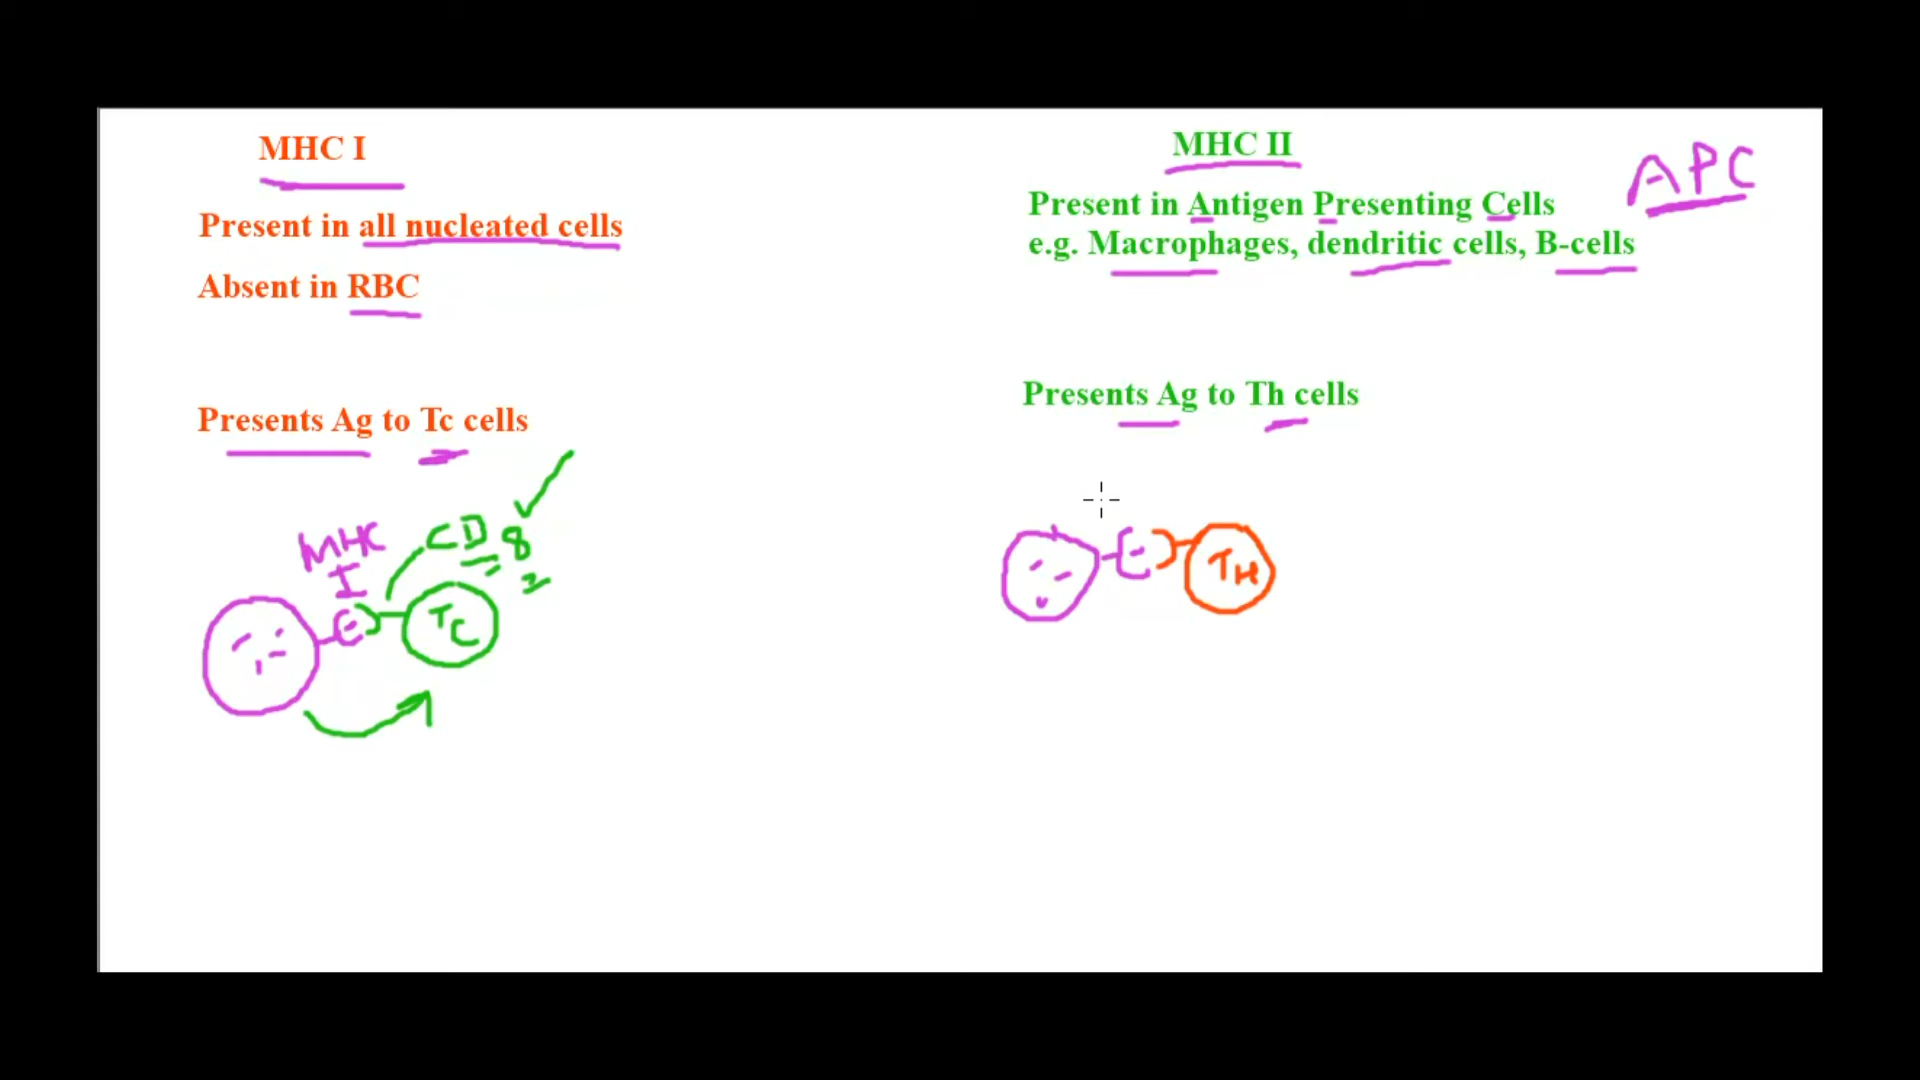 MHC I
Present in all nucleated cells
Absent in RBC
Presents Ag to Tc cells
MHC
I
CD 8
TC
MHC II
APC
Present in Antigen Presenting Cells
e.g. Macrophages, dendritic cells, B-cells
Presents Ag to Th cells
TH